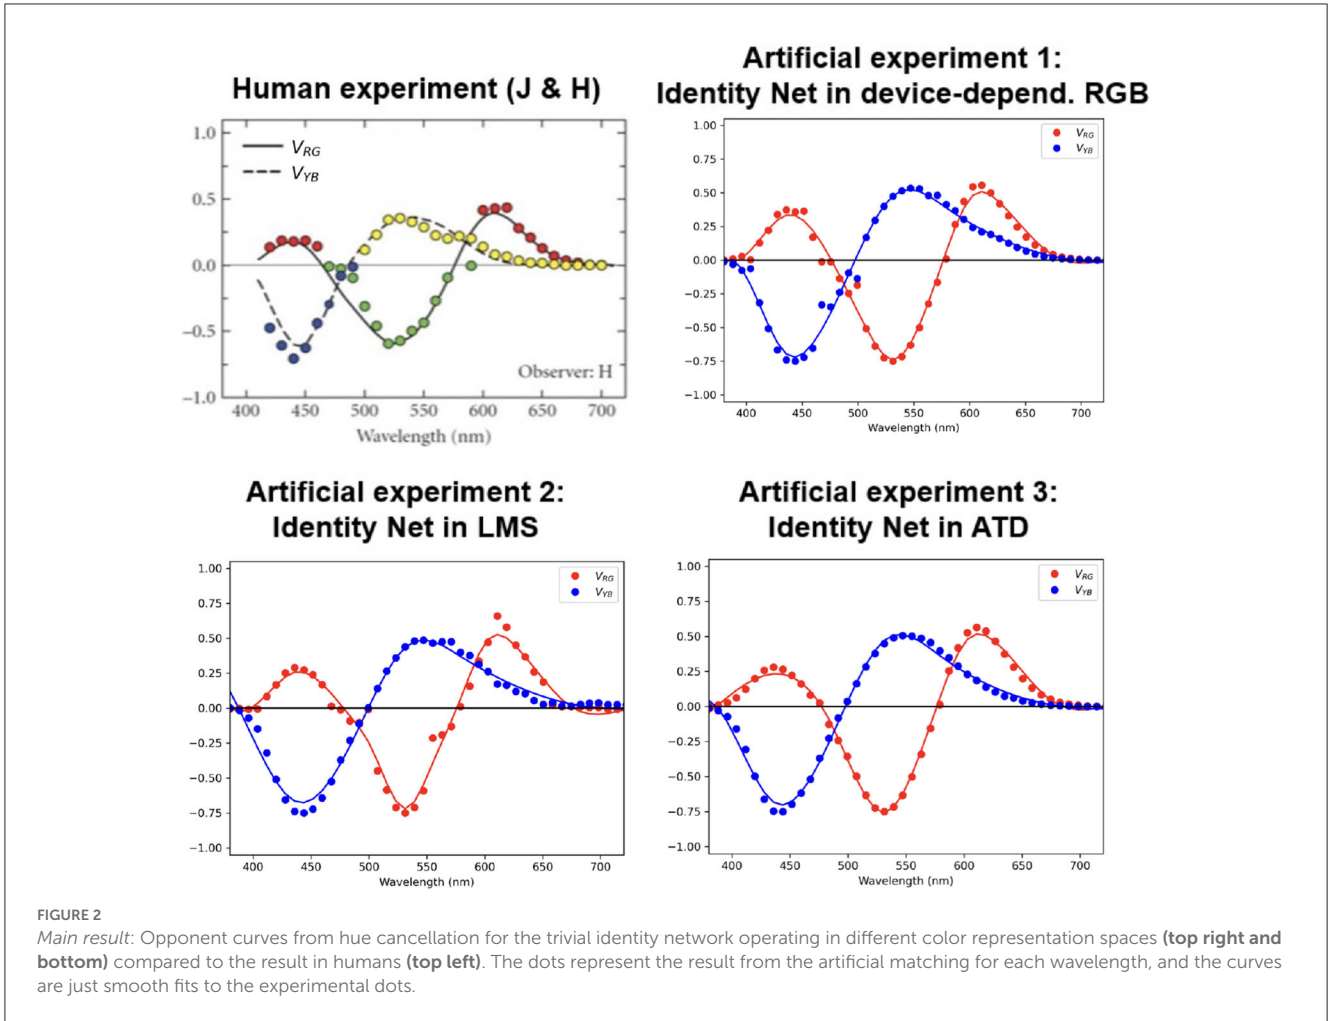 Human experiment (J & H)
1.0
0.5
0.0
−0.5
−1.0
V_RG
V_YB
Observer: H
400 450 500 550 600 650 700
Wavelength (nm)
Artificial experiment 1:
Identity Net in device-depend. RGB
1.00
0.75
0.50
0.25
0.00
−0.25
−0.50
−0.75
−1.00
V_RG
V_YB
400 450 500 550 600 650 700
Wavelength (nm)
Artificial experiment 2:
Identity Net in LMS
1.00
0.75
0.50
0.25
0.00
−0.25
−0.50
−0.75
−1.00
V_RG
V_YB
400 450 500 550 600 650 700
Wavelength (nm)
Artificial experiment 3:
Identity Net in ATD
1.00
0.75
0.50
0.25
0.00
−0.25
−0.50
−0.75
−1.00
V_RG
V_YB
400 450 500 550 600 650 700
Wavelength (nm)
FIGURE 2
Main result: Opponent curves from hue cancellation for the trivial identity network operating in different color representation spaces (top right and
bottom) compared to the result in humans (top left). The dots represent the result from the artificial matching for each wavelength, and the curves
are just smooth fits to the experimental dots.